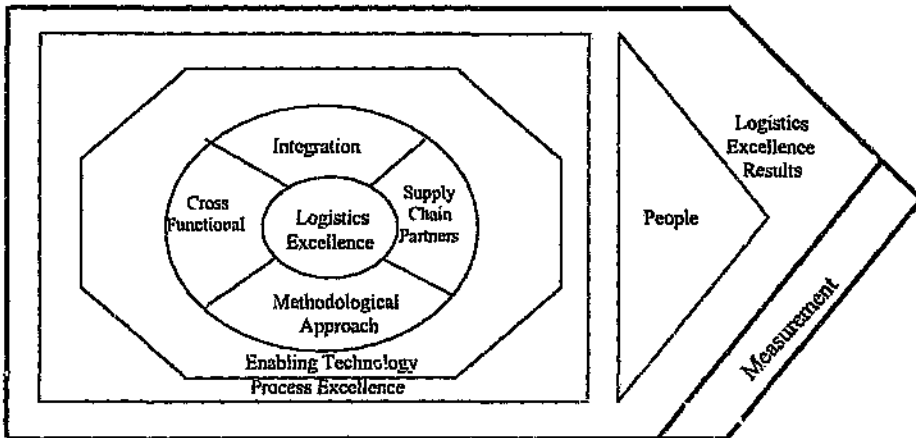 Integration
Cross
Functional
Logistics
Excellence
Supply
Chain
Partners
Methodological
Approach
Enabling Technology
Process Excellence
People
Logistics
Excellence
Results
Measurement